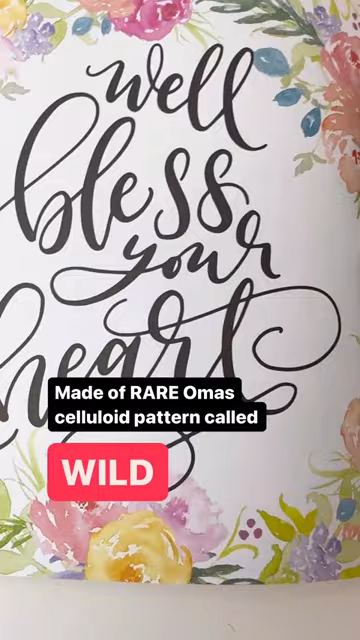 well
bless
your
heart
Made of RARE Omas
celluloid pattern called
WILD